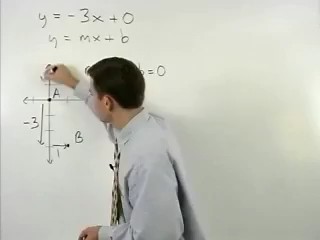 y = -3x + 0
y = mx + b
b = 0
A
-3
B
1